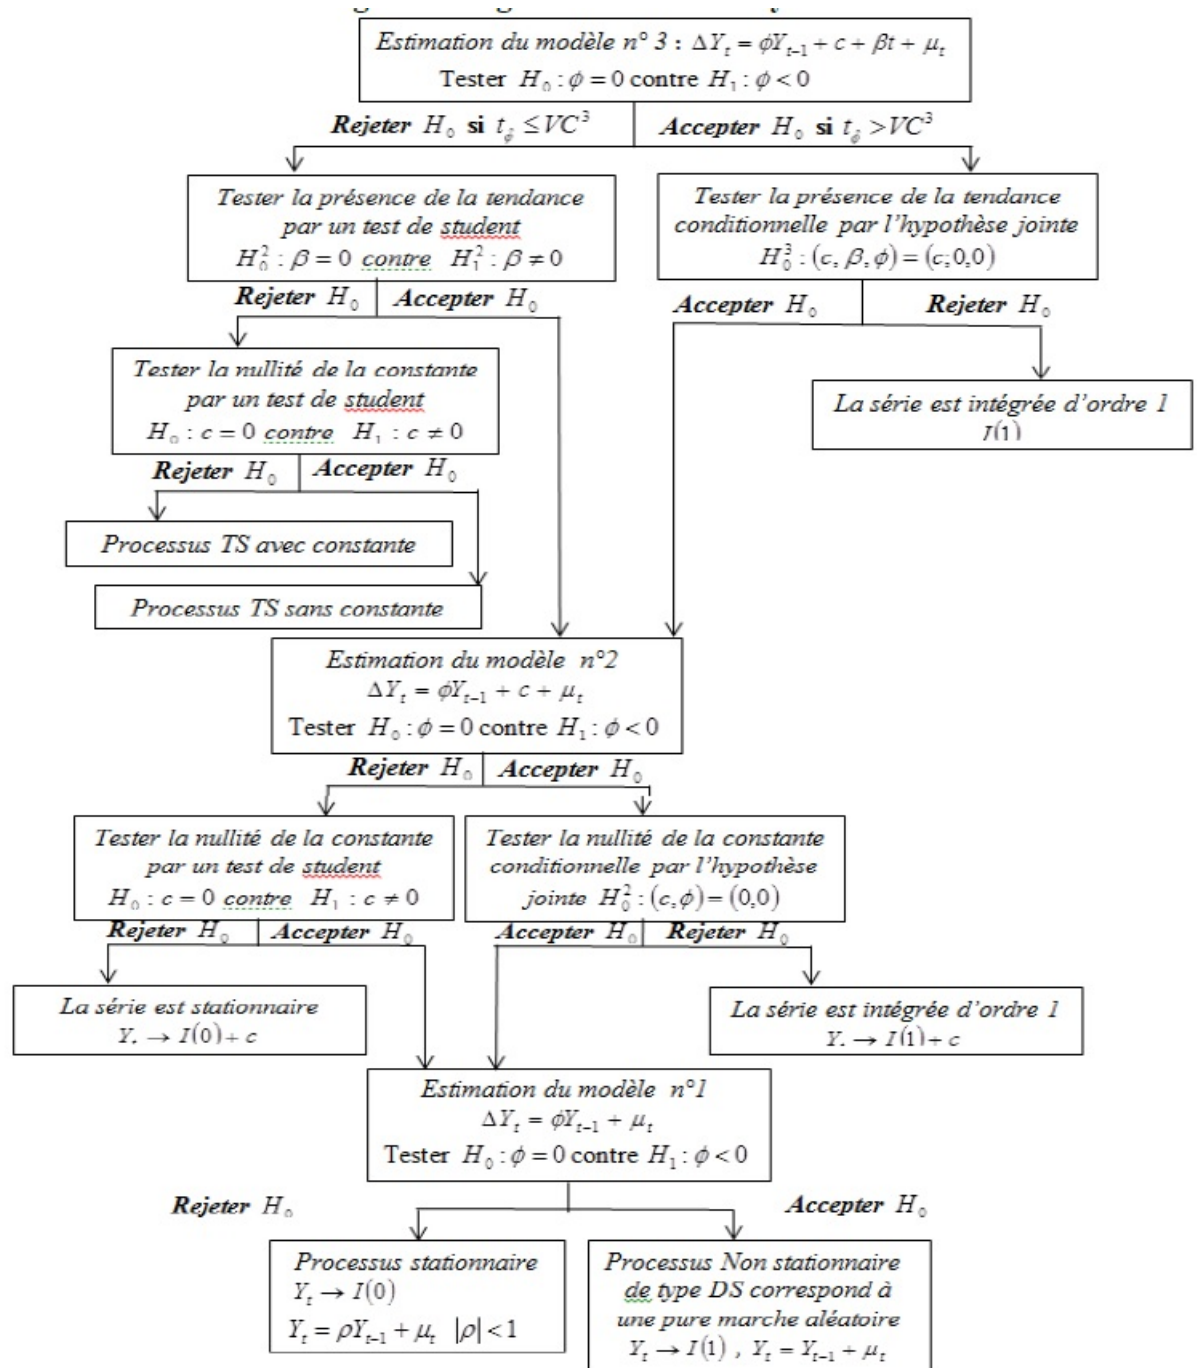 Estimation du modèle n° 3 : ΔY_t = ϕY_{t-1} + c + βt + μ_t
Tester H_0 : ϕ = 0 contre H_1 : ϕ < 0
Rejeter H_0 si t_ϕ̂ ≤ VC^3
Accepter H_0 si t_ϕ̂ > VC^3
Tester la présence de la tendance
par un test de student
H_0^2 : β = 0 contre H_1^2 : β ≠ 0
Tester la présence de la tendance
conditionnelle par l'hypothèse jointe
H_0^3 : (c, β, ϕ) = (c; 0,0)
Rejeter H_0
Accepter H_0
Accepter H_0
Rejeter H_0
Tester la nullité de la constante
par un test de student
H_0 : c = 0 contre H_1 : c ≠ 0
La série est intégrée d'ordre 1
I(1)
Rejeter H_0
Accepter H_0
Processus TS avec constante
Processus TS sans constante
Estimation du modèle n°2
ΔY_t = ϕY_{t-1} + c + μ_t
Tester H_0 : ϕ = 0 contre H_1 : ϕ < 0
Rejeter H_0
Accepter H_0
Tester la nullité de la constante
par un test de student
H_0 : c = 0 contre H_1 : c ≠ 0
Tester la nullité de la constante
conditionnelle par l'hypothèse
jointe H_0^2 : (c, ϕ) = (0,0)
Rejeter H_0
Accepter H_0
Accepter H_0
Rejeter H_0
La série est stationnaire
Y. → I(0) + c
La série est intégrée d'ordre 1
Y. → I(1) + c
Estimation du modèle n°1
ΔY_t = ϕY_{t-1} + μ_t
Tester H_0 : ϕ = 0 contre H_1 : ϕ < 0
Rejeter H_0
Accepter H_0
Processus stationnaire
Y_t → I(0)
Y_t = ρY_{t-1} + μ_t |ρ| < 1
Processus Non stationnaire
de type DS correspond à
une pure marche aléatoire
Y_t → I(1) , Y_t = Y_{t-1} + μ_t